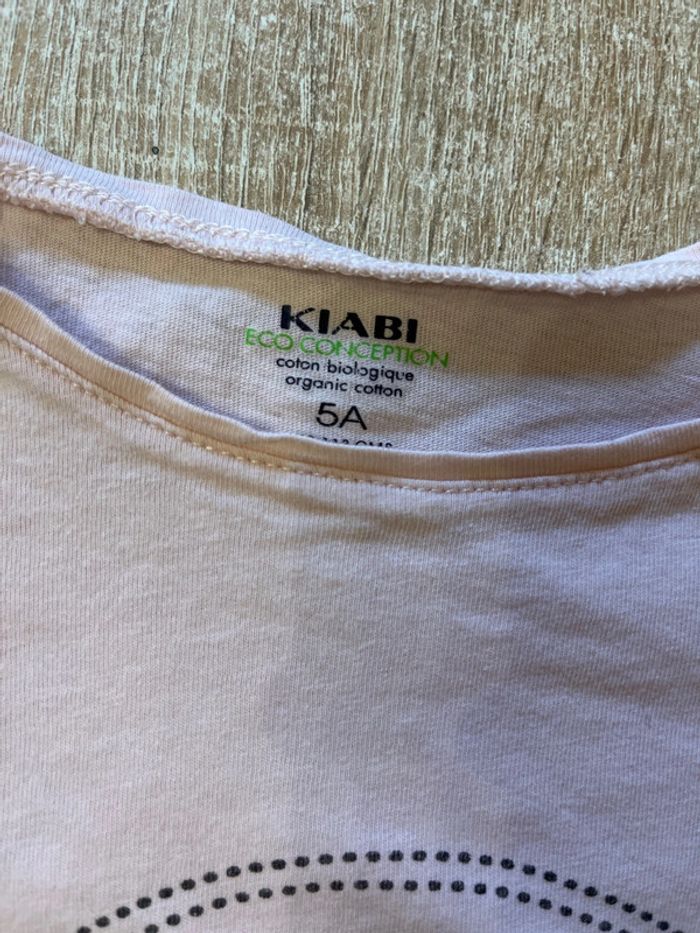 KIABI
ECO CONCEPTION
coton biologique
organic cotton
5A